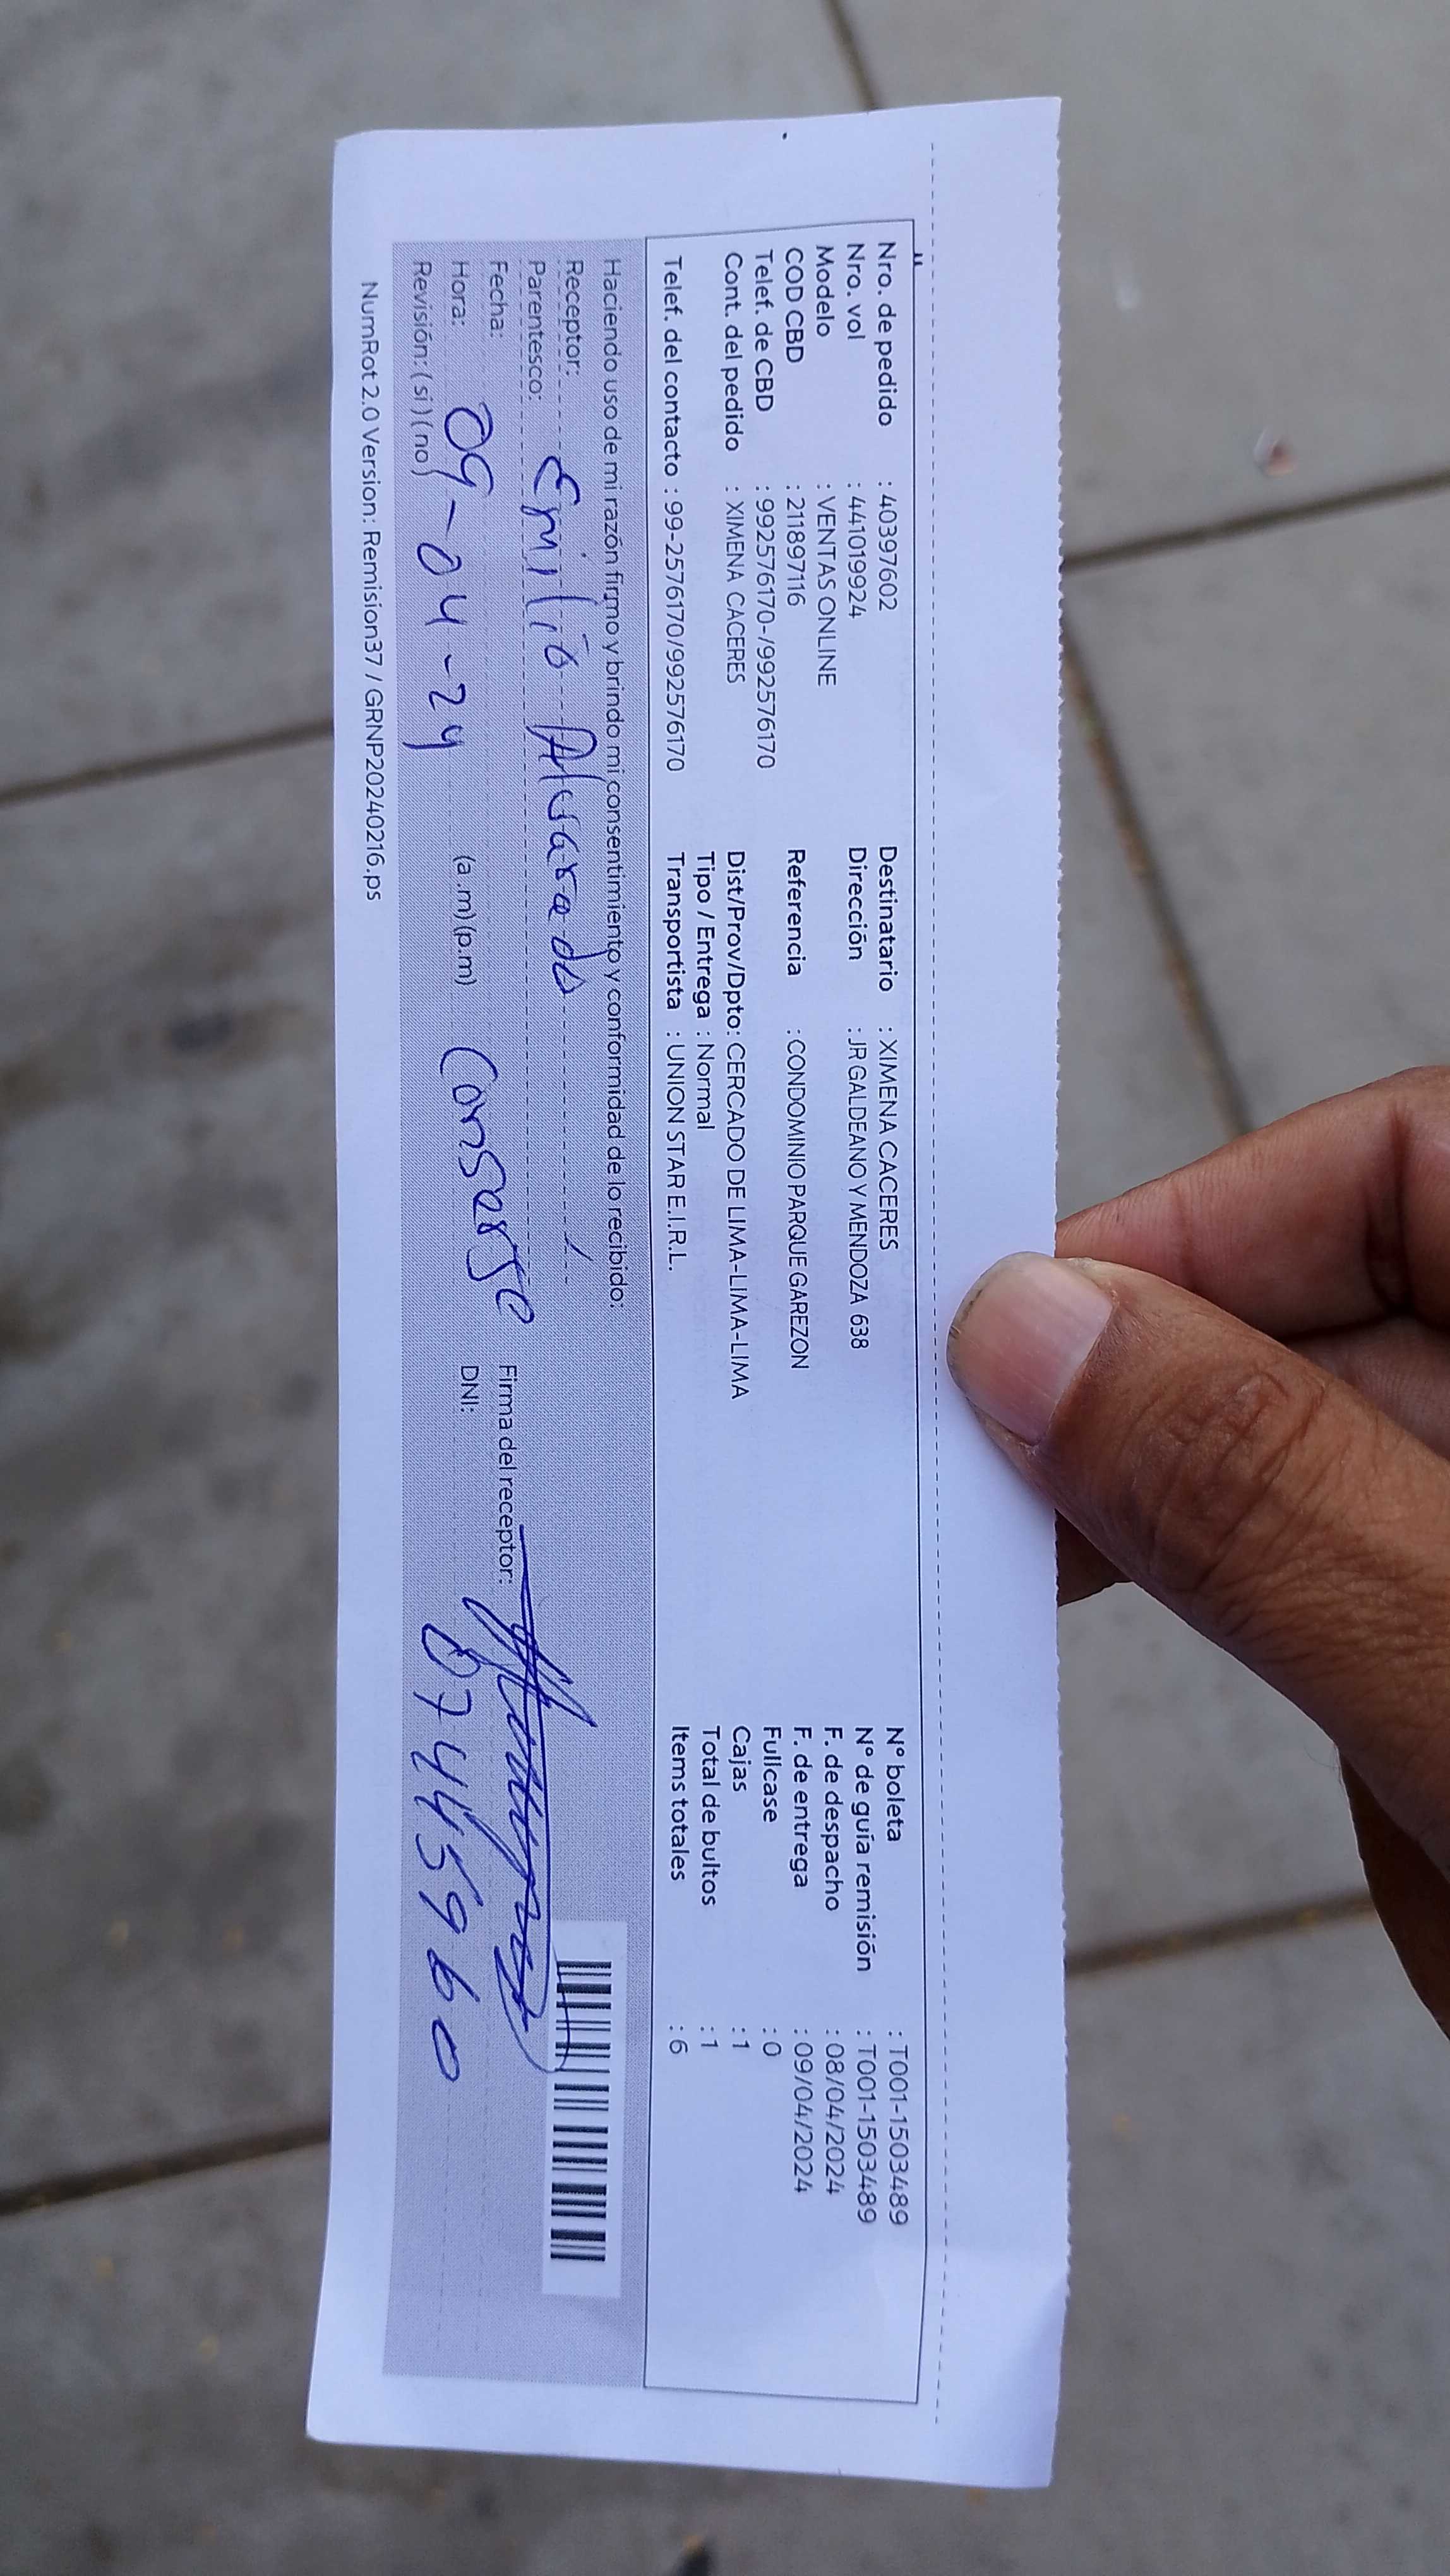 Nro. de pedido : 40397602 Destinatario : XIMENA CACERES N° boleta : T001-1503489
Nro. vol : 441019924 Dirección : JR GALDEANO Y MENDOZA 638 N° de guía remisión : T001-1503489
Modelo : VENTAS ONLINE F. de despacho : 08/04/2024
COD CBD : 211897116 Referencia : CONDOMINIO PARQUE GAREZON F. de entrega : 09/04/2024
Telef. de CBD : 992576170-/992576170 Fullcase : 0
Cont. del pedido : XIMENA CACERES Dist/Prov/Dpto: CERCADO DE LIMA-LIMA-LIMA Cajas : 1
Tipo / Entrega : Normal Total de bultos : 1
Telef. del contacto : 99-2576170/992576170 Transportista : UNION STAR E.I.R.L. Items totales : 6
Haciendo uso de mi razón firmo y brindo mi consentimiento y conformidad de lo recibido:
Receptor: Emilio Alvarado
Parentesco: Conserge
Fecha: 09-04-24 Firma del receptor:
Hora: (a.m)(p.m) DNI: 07445960
Revisión: (si) (no)
NumRot 2.0 Version: Remision37 / GRNP20240216.ps